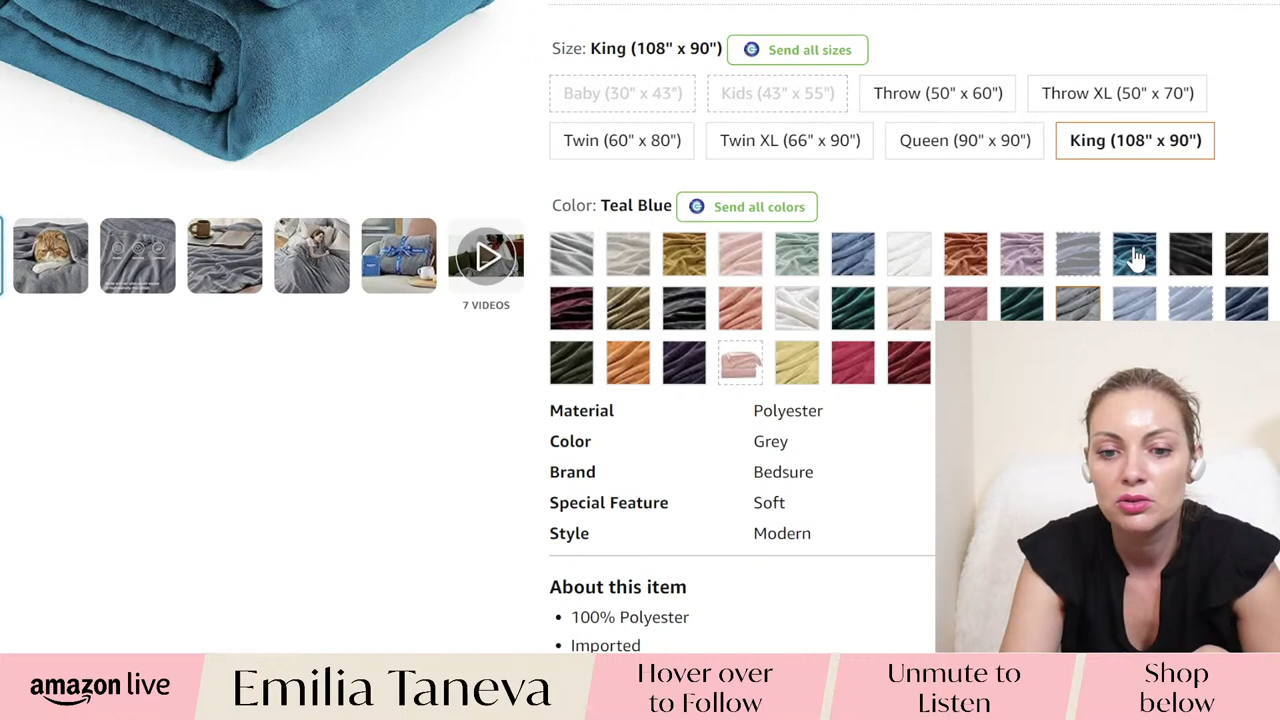 Size: King (108" x 90") Send all sizes
Baby (30" x 43") Kids (43" x 55") Throw (50" x 60") Throw XL (50" x 70")
Twin (60" x 80") Twin XL (66" x 90") Queen (90" x 90") King (108" x 90")
Color: Teal Blue Send all colors
7 VIDEOS
Material Polyester
Color Grey
Brand Bedsure
Special Feature Soft
Style Modern
About this item
• 100% Polyester
• Imported
amazon live
Emilia Taneva
Hover over
to Follow
Unmute to
Listen
Shop
below